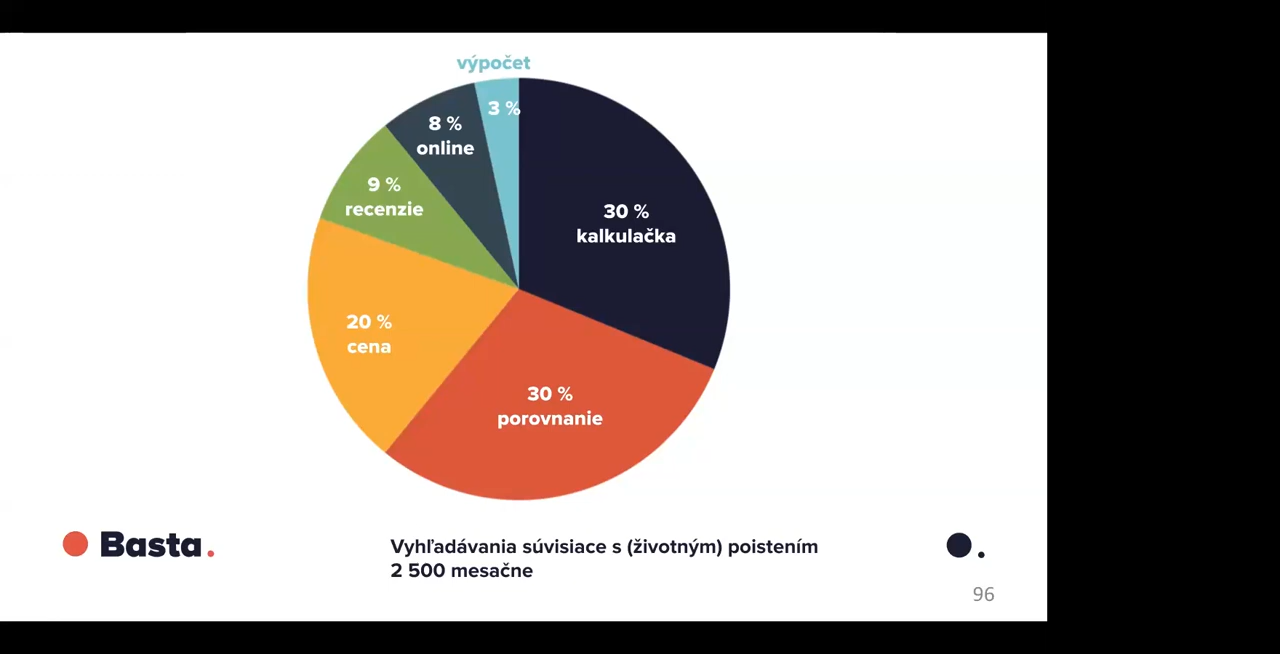 výpočet
3 %
8 %
online
9 %
recenzie
30 %
kalkulačka
20 %
cena
30 %
porovnanie
Basta.
Vyhľadávania súvisiace s (životným) poistením
2 500 mesačne
96